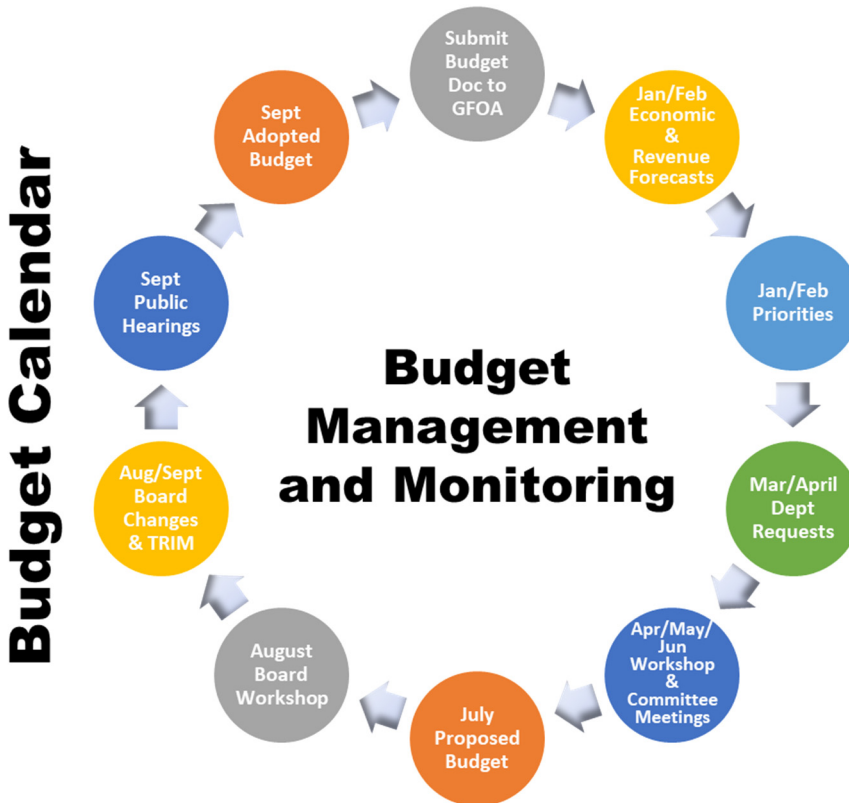 Budget Calendar
Submit
Budget
Doc to
GFOA
Jan/Feb
Economic
&
Revenue
Forecasts
Jan/Feb
Priorities
Mar/April
Dept
Requests
Apr/May/
Jun
Workshop
&
Committee
Meetings
July
Proposed
Budget
August
Board
Workshop
Aug/Sept
Board
Changes
& TRIM
Sept
Public
Hearings
Sept
Adopted
Budget
Budget
Management
and Monitoring